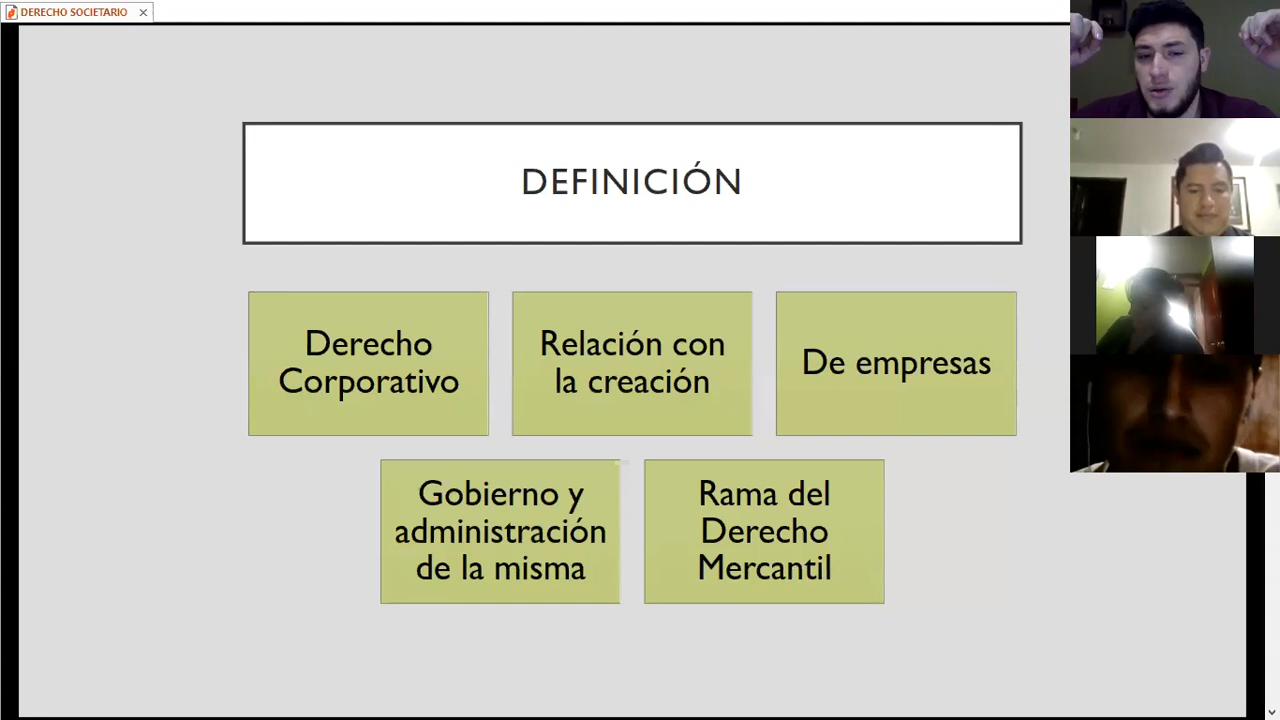 DERECHO SOCIETARIO
DEFINICIÓN
Derecho
Corporativo
Relación con
la creación
De empresas
Gobierno y
administración
de la misma
Rama del
Derecho
Mercantil